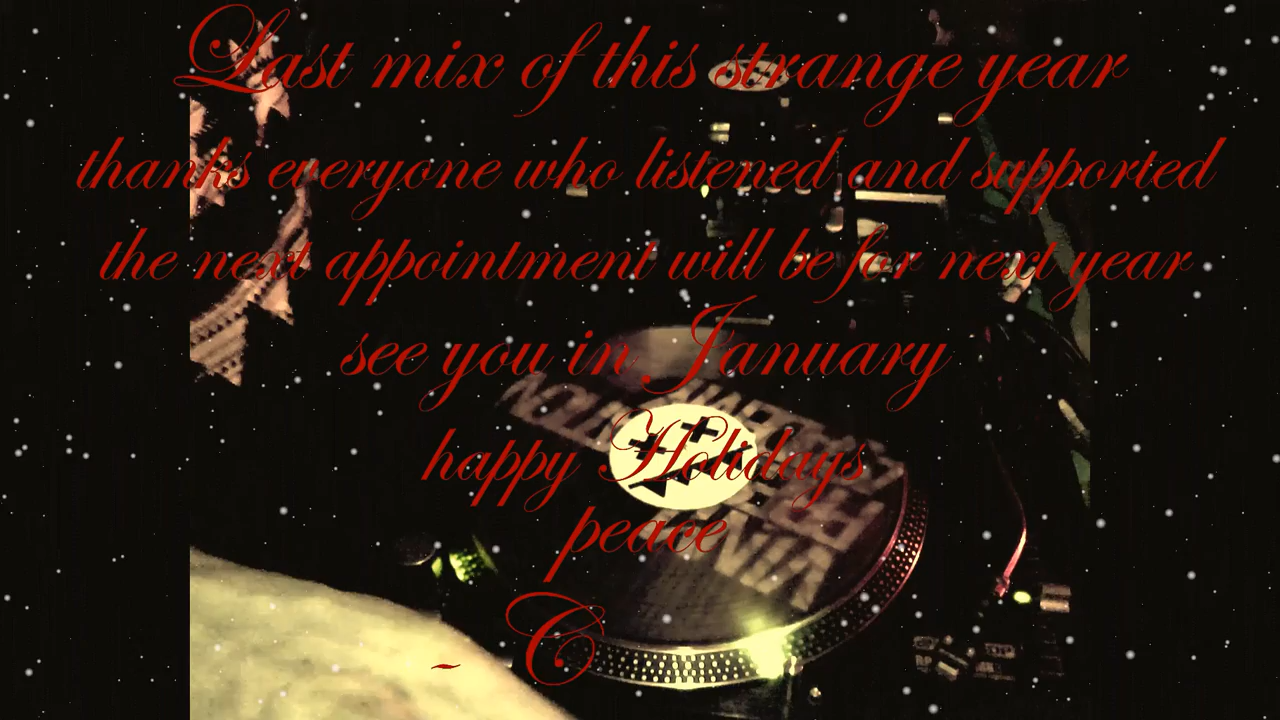 Last mix of this strange year
thanks everyone who listened and supported
the next appointment will be for next year
see you in January
happy Holidays
peace
~ C
VINYL